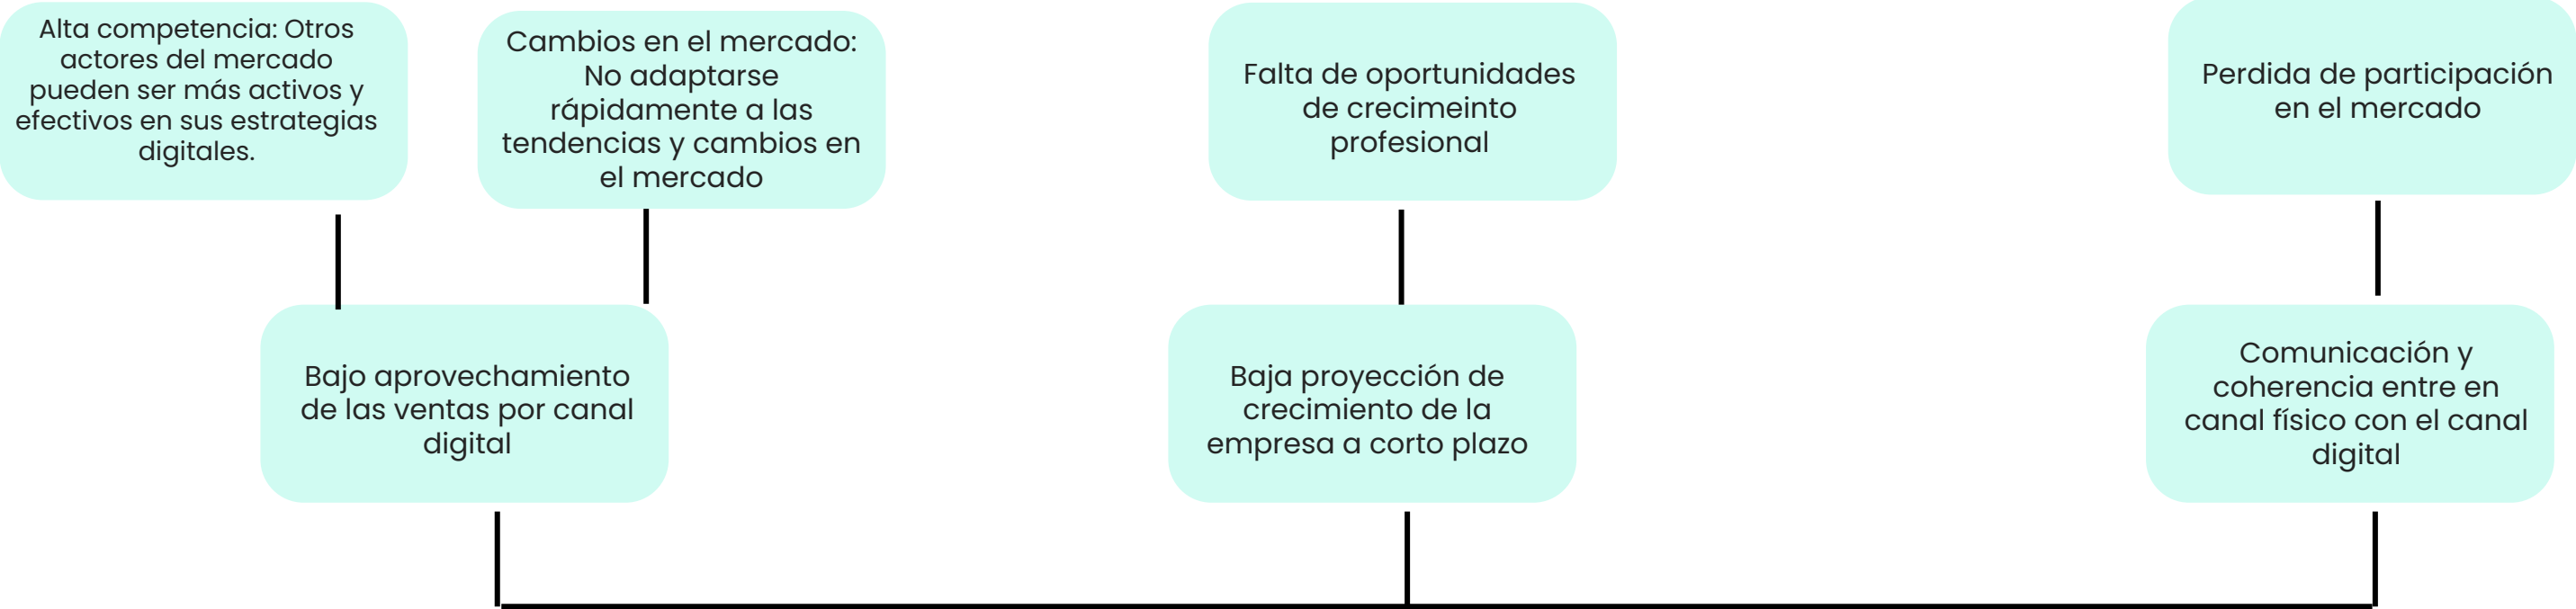 Alta competencia: Otros
actores del mercado
pueden ser más activos y
efectivos en sus estrategias
digitales.
Cambios en el mercado:
No adaptarse
rápidamente a las
tendencias y cambios en
el mercado
Falta de oportunidades
de crecimeinto
profesional
Perdida de participación
en el mercado
Bajo aprovechamiento
de las ventas por canal
digital
Baja proyección de
crecimiento de la
empresa a corto plazo
Comunicación y
coherencia entre en
canal físico con el canal
digital